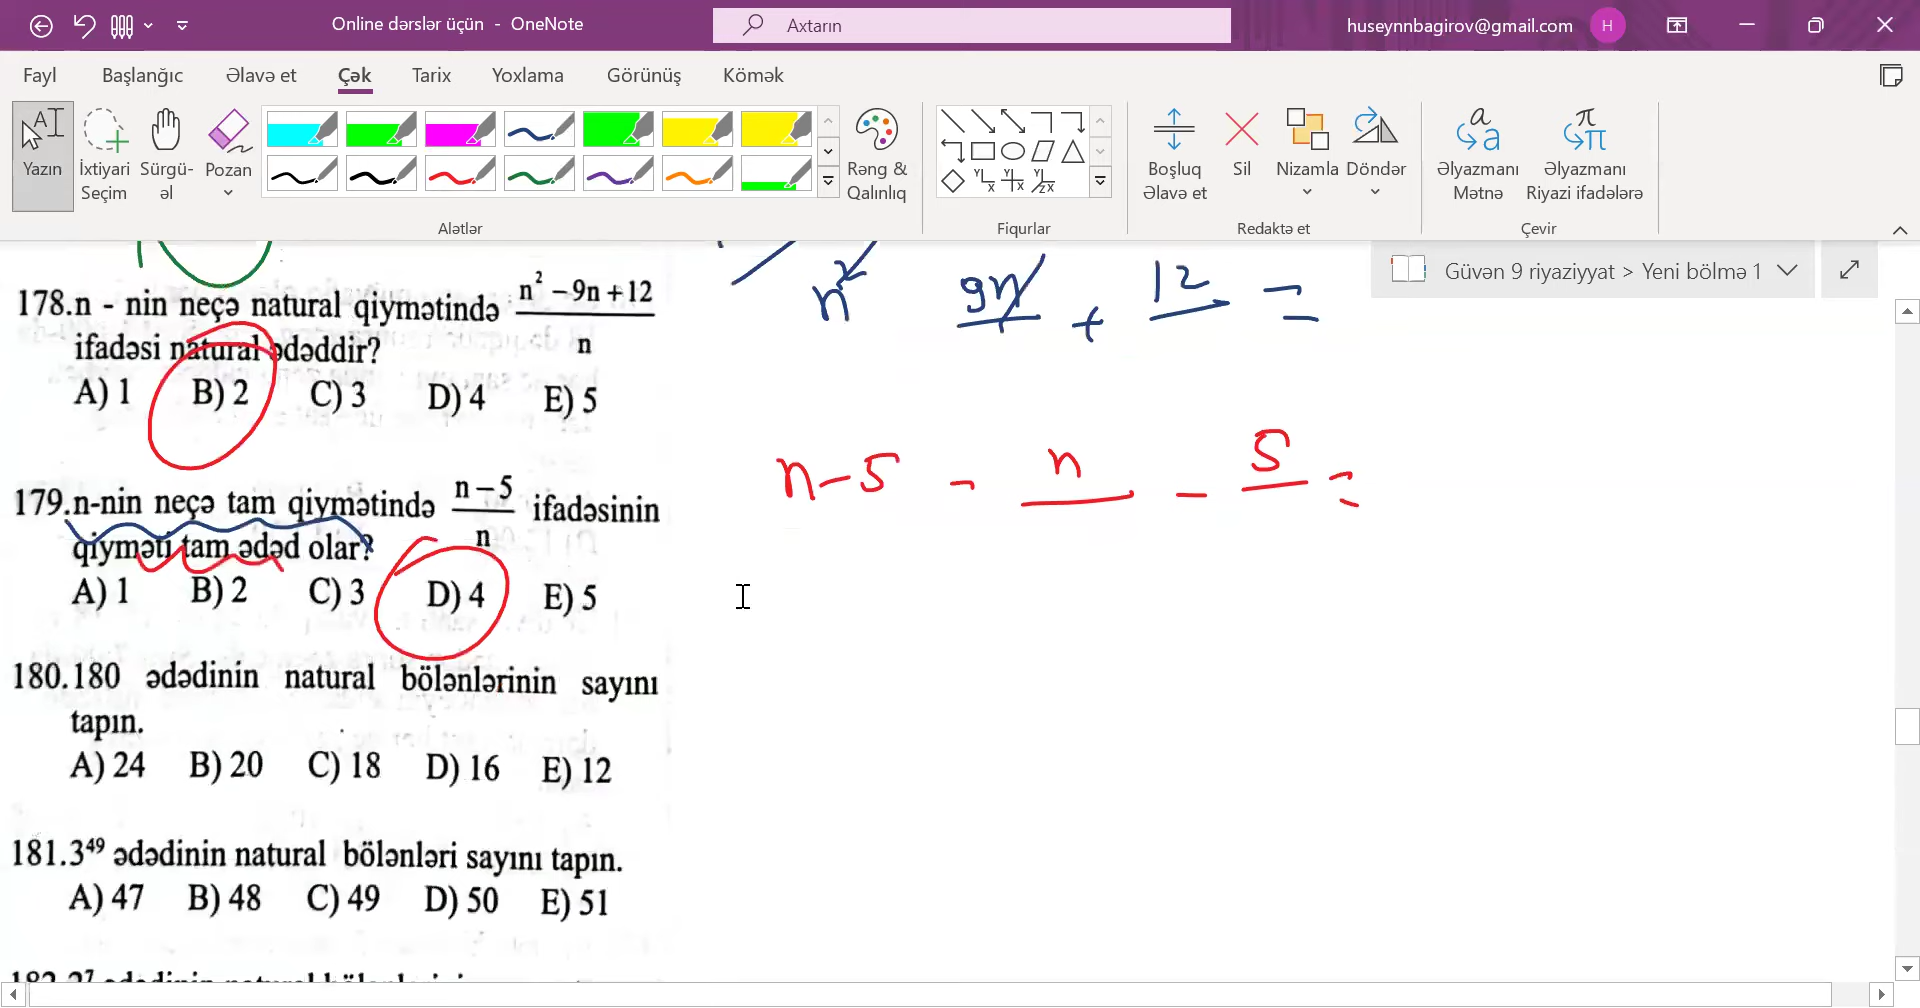 Online dərslər üçün - OneNote
Axtarın
huseynnbagirov@gmail.com
H
Fayl
Başlanğıc
Əlavə et
Çək
Tarix
Yoxlama
Görünüş
Kömək
Yazın
İxtiyari Seçim
Sürgü-əl
Pozan
Rəng & Qalınlıq
Boşluq Əlavə et
Sil
Nizamla
Döndər
Əlyazmanı Mətnə
Əlyazmanı Riyazi ifadələrə
Alətlər
Fiqurlar
Redaktə et
Çevir
Güvən 9 riyaziyyat > Yeni bölmə 1
178.n - nin neçə natural qiymətində n² − 9n + 12 / n
ifadəsi natural ədəddir?
A) 1 B) 2 C) 3 D) 4 E) 5
n² 9n + 12 =
179.n-nin neçə tam qiymətində n − 5 / n ifadəsinin
qiyməti tam ədəd olar?
A) 1 B) 2 C) 3 D) 4 E) 5
n − 5 - n − 5 =
180.180 ədədinin natural bölənlərinin sayını
tapın.
A) 24 B) 20 C) 18 D) 16 E) 12
181.3⁴⁹ ədədinin natural bölənləri sayını tapın.
A) 47 B) 48 C) 49 D) 50 E) 51